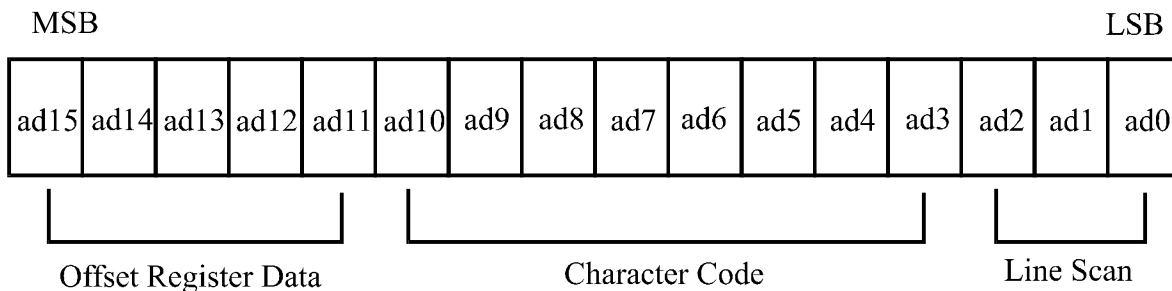 MSB LSB
ad15 ad14 ad13 ad12 ad11 ad10 ad9 ad8 ad7 ad6 ad5 ad4 ad3 ad2 ad1 ad0
Offset Register Data Character Code Line Scan